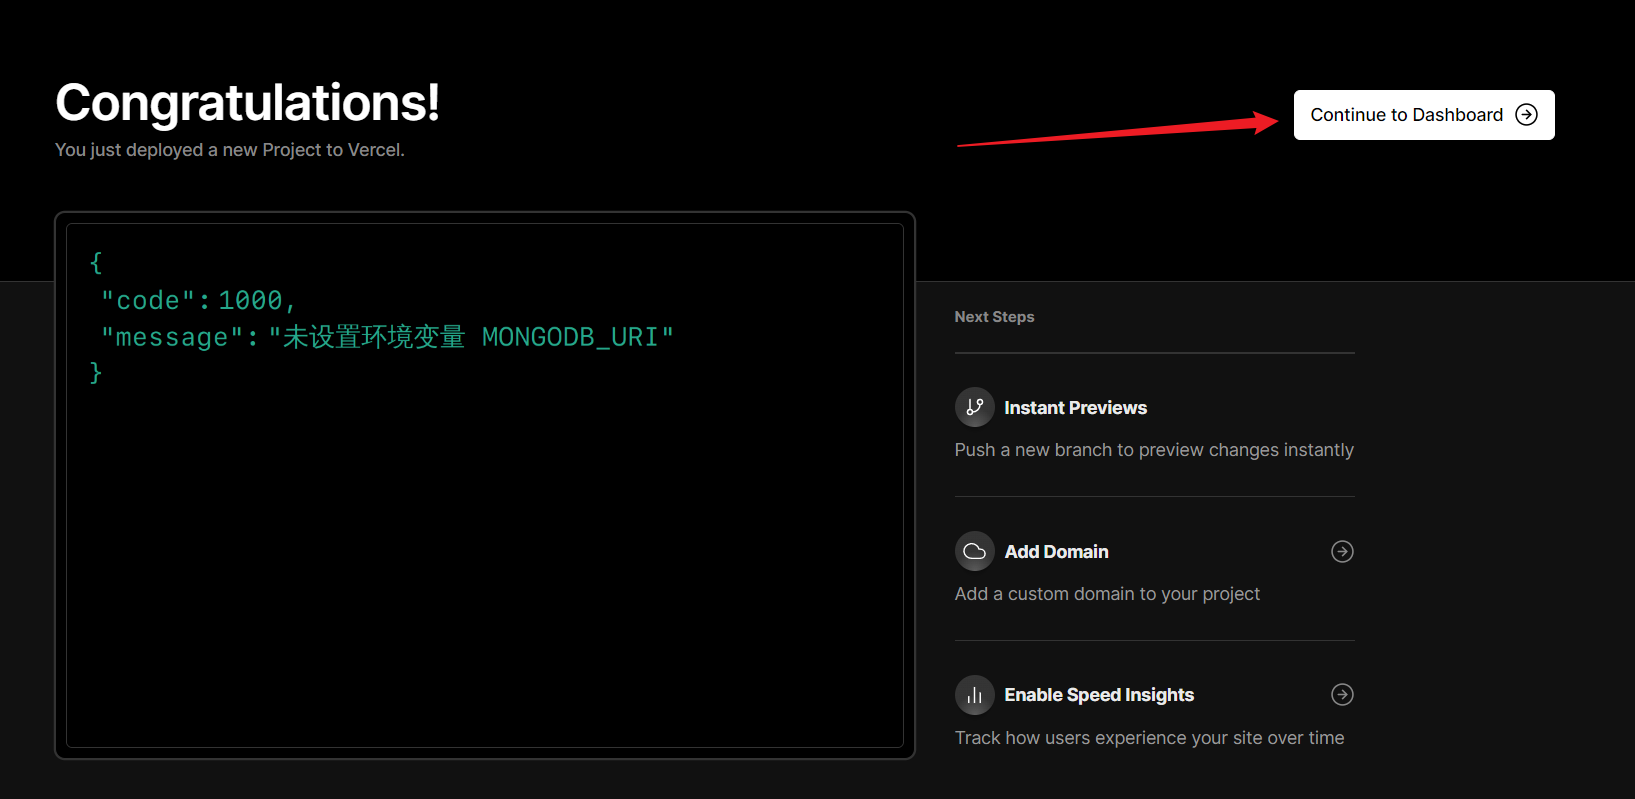 Congratulations!
You just deployed a new Project to Vercel.
Continue to Dashboard
{
"code": 1000,
"message": "未设置环境变量 MONGODB_URI"
}
Next Steps
Instant Previews
Push a new branch to preview changes instantly
Add Domain
Add a custom domain to your project
Enable Speed Insights
Track how users experience your site over time